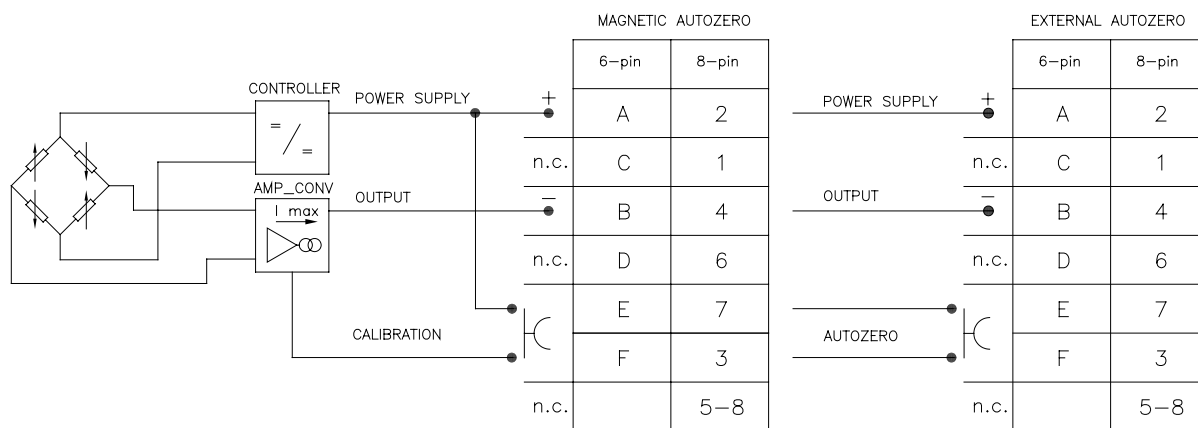 MAGNETIC AUTOZERO
EXTERNAL AUTOZERO
6-pin 8-pin
6-pin 8-pin
CONTROLLER
= / =
POWER SUPPLY + A 2
POWER SUPPLY + A 2
n.c. C 1
n.c. C 1
AMP_CONV
I max
OUTPUT – B 4
OUTPUT – B 4
n.c. D 6
n.c. D 6
E 7
E 7
CALIBRATION F 3
AUTOZERO F 3
n.c. 5-8
n.c. 5-8